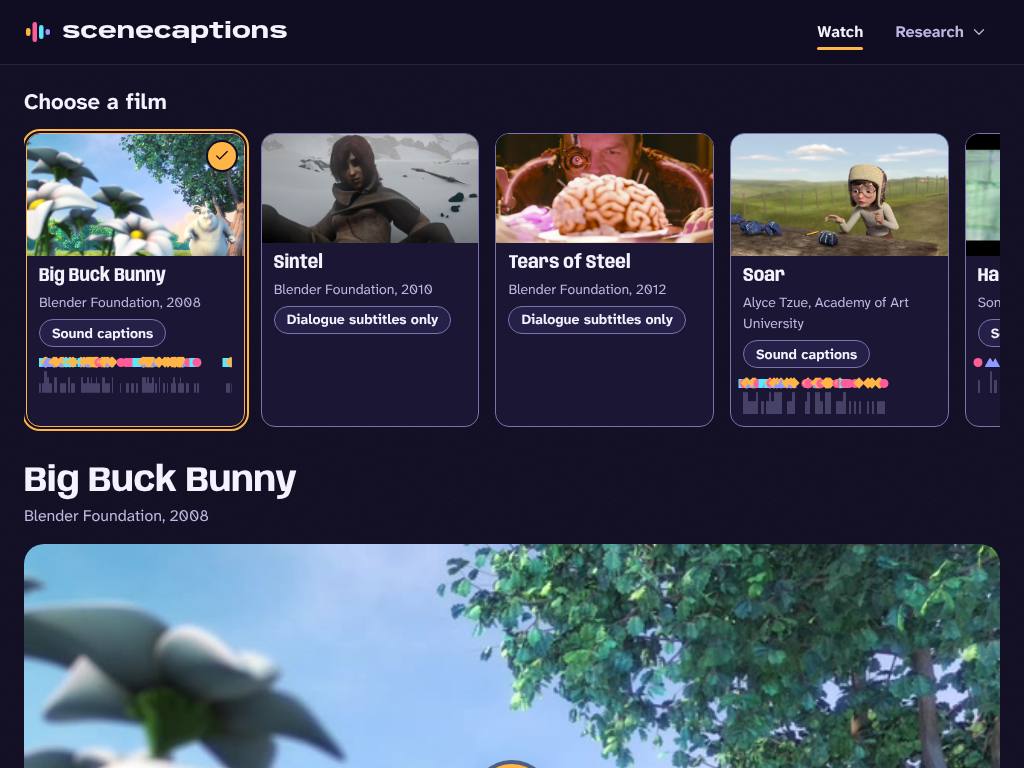 scenecaptions
Watch
Research
Choose a film
Big Buck Bunny
Blender Foundation, 2008
Sound captions
Sintel
Blender Foundation, 2010
Dialogue subtitles only
Tears of Steel
Blender Foundation, 2012
Dialogue subtitles only
Soar
Alyce Tzue, Academy of Art
University
Sound captions
Ha
Son
S
Big Buck Bunny
Blender Foundation, 2008